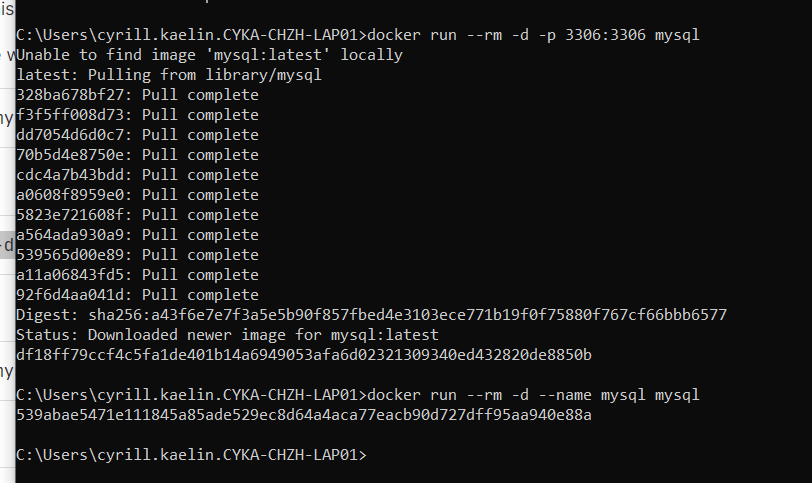 is
C:\Users\cyrill.kaelin.CYKA-CHZH-LAP01>docker run --rm -d -p 3306:3306 mysql
Unable to find image 'mysql:latest' locally
latest: Pulling from library/mysql
328ba678bf27: Pull complete
f3f5ff008d73: Pull complete
dd7054d6d0c7: Pull complete
70b5d4e8750e: Pull complete
cdc4a7b43bdd: Pull complete
a0608f8959e0: Pull complete
5823e721608f: Pull complete
a564ada930a9: Pull complete
539565d00e89: Pull complete
a11a06843fd5: Pull complete
92f6d4aa041d: Pull complete
Digest: sha256:a43f6e7e7f3a5e5b90f857fbed4e3103ece771b19f0f75880f767cf66bbb6577
Status: Downloaded newer image for mysql:latest
df18ff79ccf4c5fa1de401b14a6949053afa6d02321309340ed432820de8850b
C:\Users\cyrill.kaelin.CYKA-CHZH-LAP01>docker run --rm -d --name mysql mysql
539abae5471e111845a85ade529ec8d64a4aca77eacb90d727dff95aa940e88a
C:\Users\cyrill.kaelin.CYKA-CHZH-LAP01>